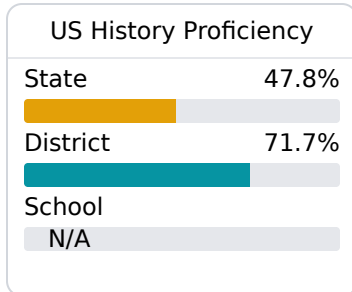 US History Proficiency
State 47.8%
District 71.7%
School
N/A